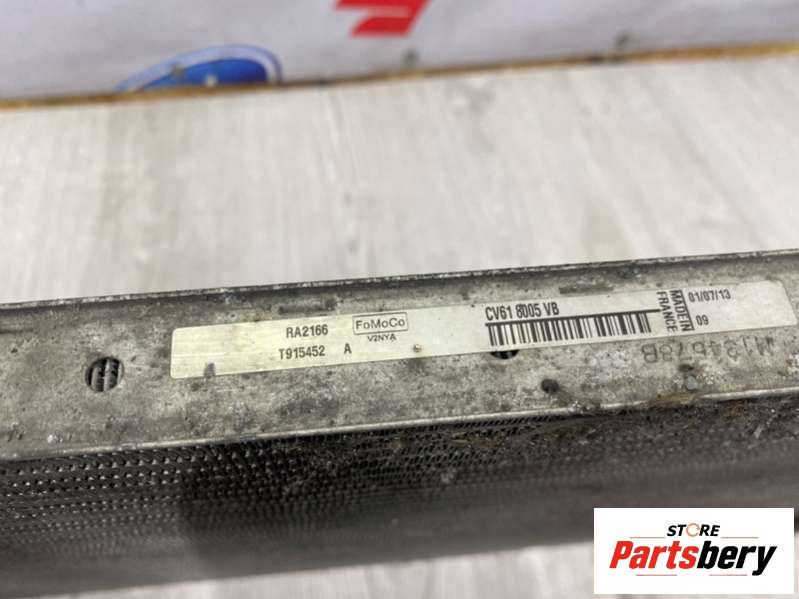 RA2166
FoMoCo
V2NYA
T915452 A
CV61 8005 VB
MADE IN
FRANCE
01/07/13
09
STORE
Partsbery